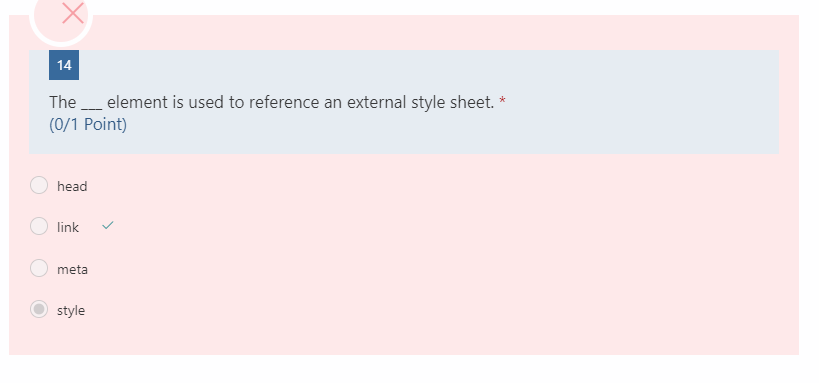 14
The ___ element is used to reference an external style sheet. *
(0/1 Point)
head
link
meta
style